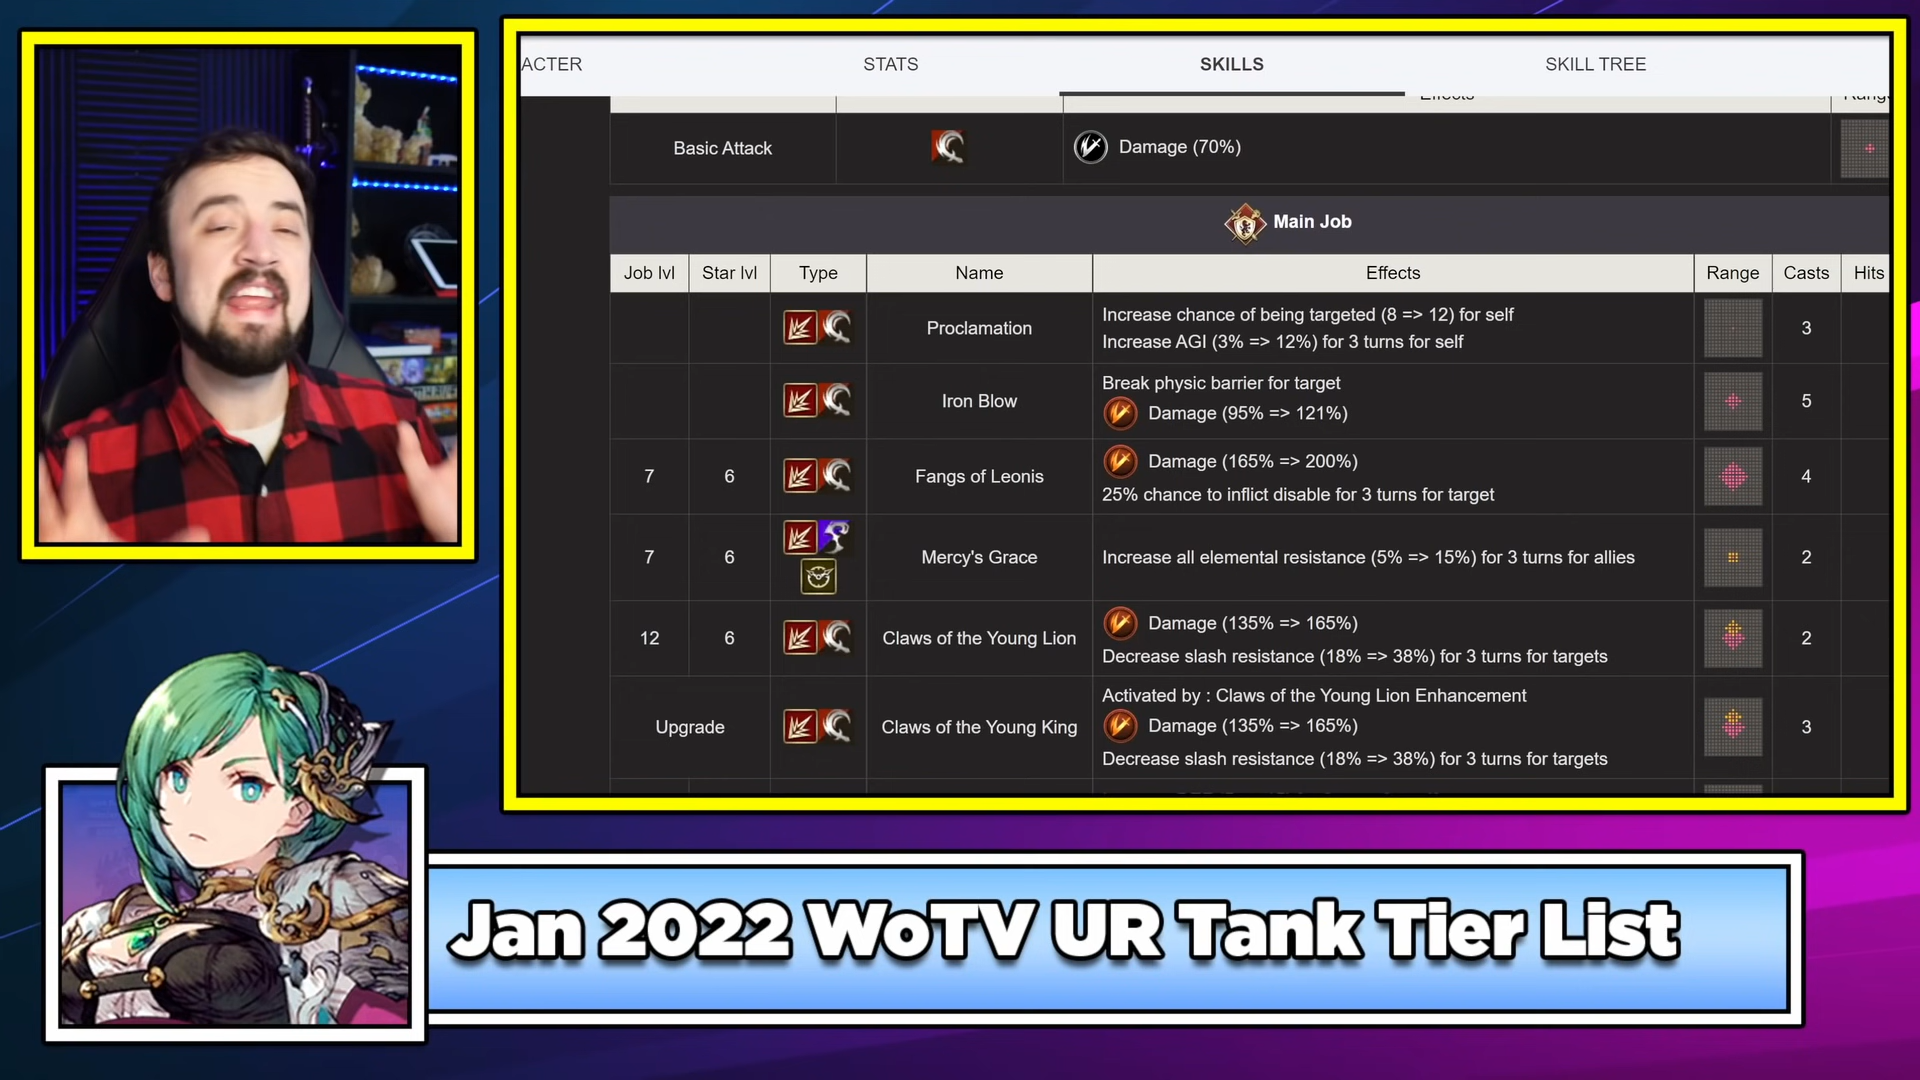 ACTER STATS SKILLS SKILL TREE
Effects Range
Basic Attack Damage (70%)
Main Job
Job lvl Star lvl Type Name Effects Range Casts Hits
Proclamation Increase chance of being targeted (8 => 12) for self 3
Increase AGI (3% => 12%) for 3 turns for self
Iron Blow Break physic barrier for target 5
Damage (95% => 121%)
7 6 Fangs of Leonis Damage (165% => 200%) 4
25% chance to inflict disable for 3 turns for target
7 6 Mercy's Grace Increase all elemental resistance (5% => 15%) for 3 turns for allies 2
12 6 Claws of the Young Lion Damage (135% => 165%) 2
Decrease slash resistance (18% => 38%) for 3 turns for targets
Upgrade Claws of the Young King Activated by : Claws of the Young Lion Enhancement 3
Damage (135% => 165%)
Decrease slash resistance (18% => 38%) for 3 turns for targets
Jan 2022 WoTV UR Tank Tier List